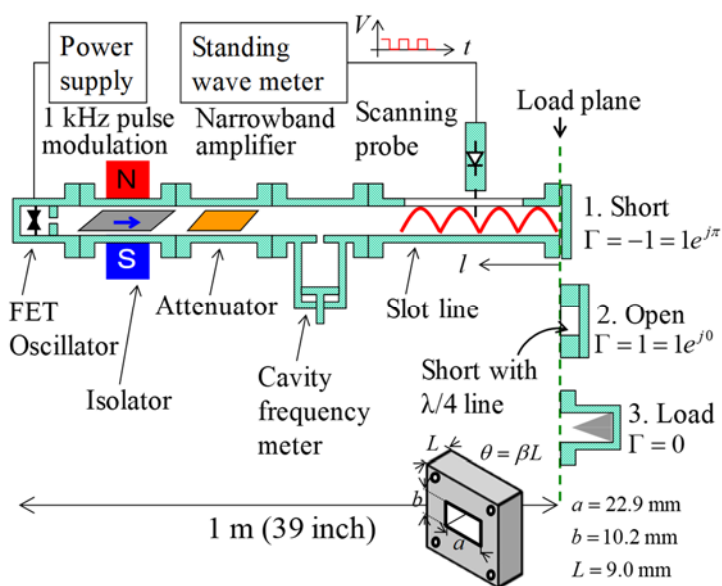 Power
supply
Standing
wave meter
V
t
1 kHz pulse
modulation
Narrowband
amplifier
Scanning
probe
Load plane
N
S
1. Short
Γ = −1 = 1e^{jπ}
l
FET
Oscillator
Isolator
Attenuator
Cavity
frequency
meter
Slot line
2. Open
Γ = 1 = 1e^{j0}
Short with
λ/4 line
3. Load
Γ = 0
L
θ = βL
b
a
1 m (39 inch)
a = 22.9 mm
b = 10.2 mm
L = 9.0 mm